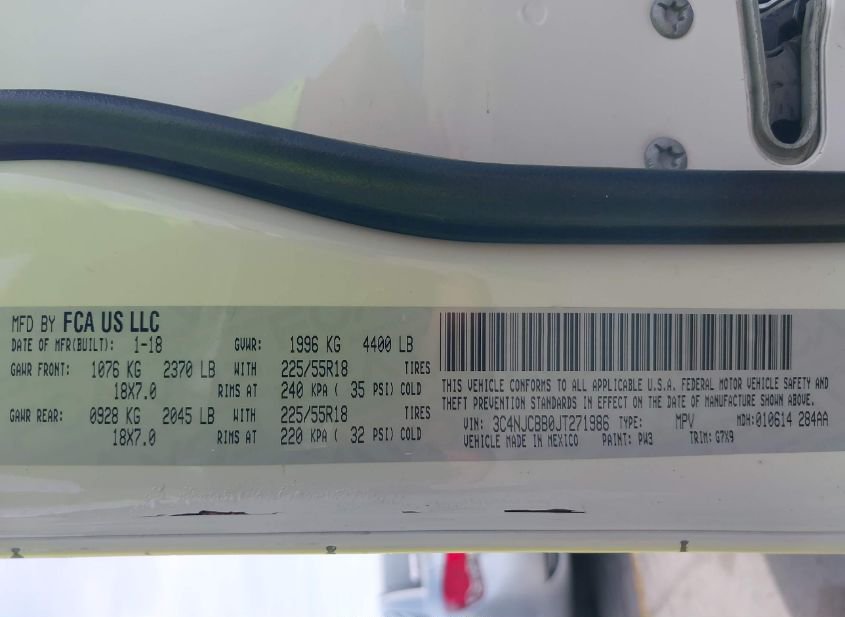 MFD BY FCA US LLC
DATE OF MFR(BUILT): 1-18 GVWR: 1996 KG 4400 LB
GAWR FRONT: 1076 KG 2370 LB WITH 225/55R18 TIRES
18X7.0 RIMS AT 240 KPA ( 35 PSI) COLD
GAWR REAR: 0928 KG 2045 LB WITH 225/55R18 TIRES
18X7.0 RIMS AT 220 KPA ( 32 PSI) COLD
THIS VEHICLE CONFORMS TO ALL APPLICABLE U.S.A. FEDERAL MOTOR VEHICLE SAFETY AND
THEFT PREVENTION STANDARDS IN EFFECT ON THE DATE OF MANUFACTURE SHOWN ABOVE.
VIN: 3C4NJCBB0JT271986 TYPE: MPV MDH:010614 284AA
VEHICLE MADE IN MEXICO PAINT: PW3 TRIM: G7X9